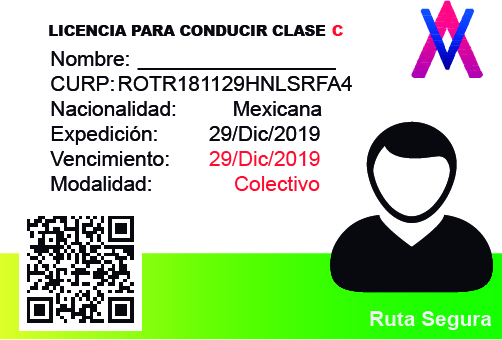 LICENCIA PARA CONDUCIR CLASE C
Nombre: _________________
CURP: ROTR181129HNLSRFA4
Nacionalidad: Mexicana
Expedición: 29/Dic/2019
Vencimiento: 29/Dic/2019
Modalidad: Colectivo
Ruta Segura